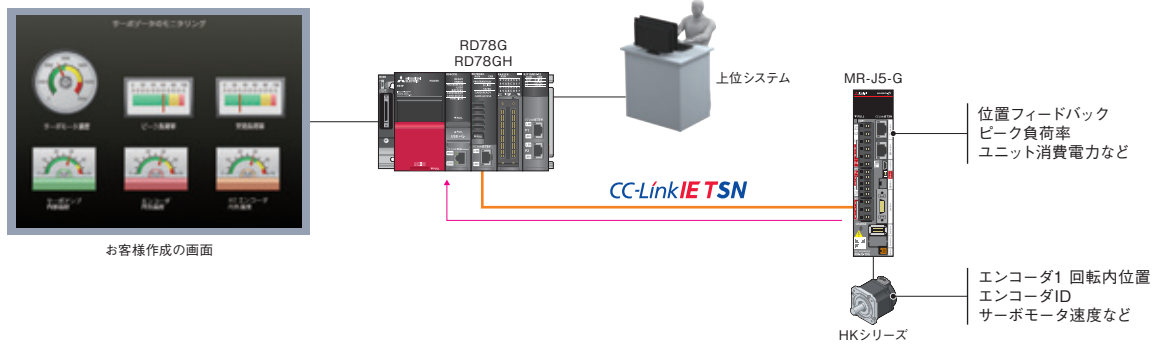 サーボデータのモニタリング
お客様作成の画面
RD78G
RD78GH
上位システム
CC-Link IE TSN
MR-J5-G
位置フィードバック
ピーク負荷率
ユニット消費電力など
エンコーダ1 回転内位置
エンコーダID
サーボモータ速度など
HKシリーズ